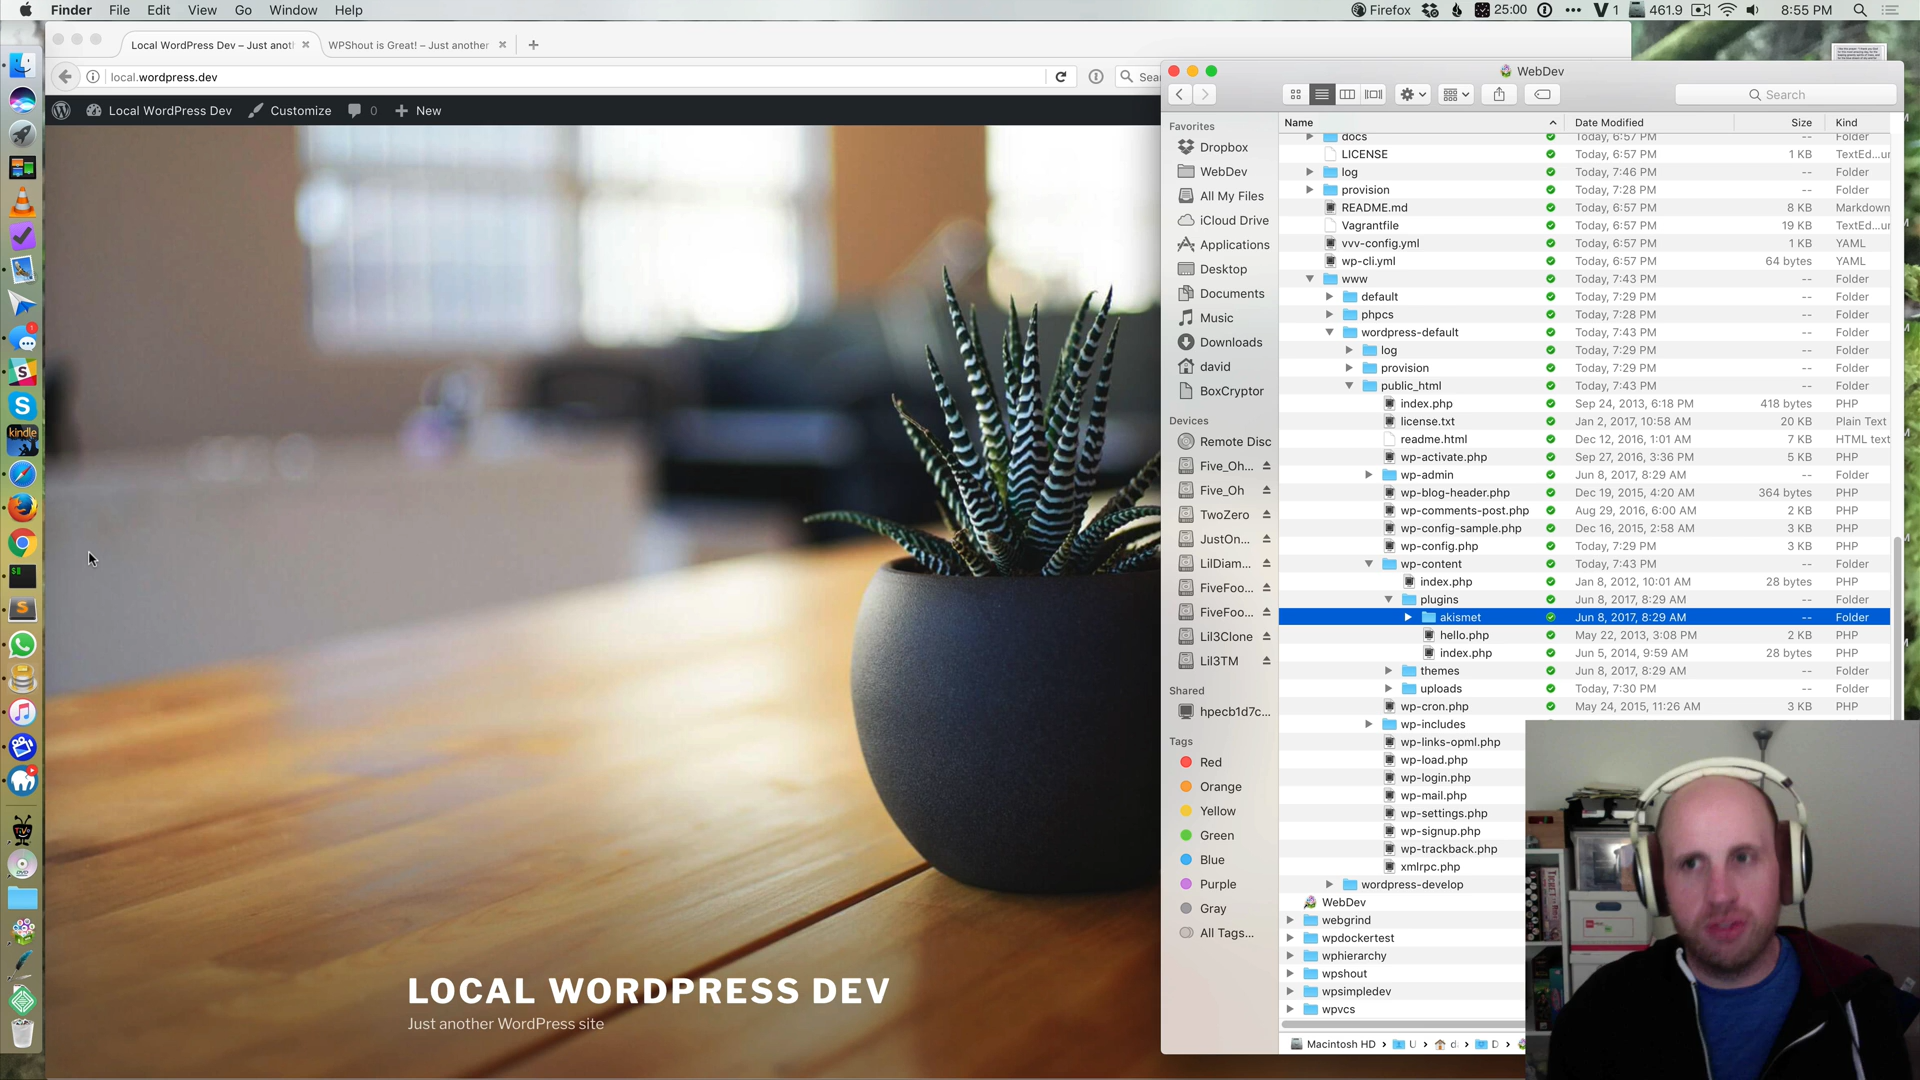 Finder File Edit View Go Window Help
Firefox 25:00 V 1 461.9 8:55 PM
Local WordPress Dev – Just anot
WPShout is Great! – Just another
local.wordpress.dev
Sea
Local WordPress Dev Customize 0 New
LOCAL WORDPRESS DEV
Just another WordPress site
kindle
WebDev
Search
Favorites
Dropbox
WebDev
All My Files
iCloud Drive
Applications
Desktop
Documents
Music
Downloads
david
BoxCryptor
Devices
Remote Disc
Five_Oh...
Five_Oh
TwoZero
JustOn...
LilDiam...
FiveFoo...
FiveFoo...
Lil3Clone
Lil3TM
Shared
hpecb1d7c...
Tags
Red
Orange
Yellow
Green
Blue
Purple
Gray
All Tags...
Name Date Modified Size Kind
docs Today, 6:57 PM -- Folder
LICENSE Today, 6:57 PM 1 KB TextEd...ur
log Today, 7:46 PM -- Folder
provision Today, 7:28 PM -- Folder
README.md Today, 6:57 PM 8 KB Markdown
Vagrantfile Today, 6:57 PM 19 KB TextEd...ur
vvv-config.yml Today, 6:57 PM 1 KB YAML
wp-cli.yml Today, 6:57 PM 64 bytes YAML
www Today, 7:43 PM -- Folder
default Today, 7:29 PM -- Folder
phpcs Today, 7:28 PM -- Folder
wordpress-default Today, 7:43 PM -- Folder
log Today, 7:29 PM -- Folder
provision Today, 7:29 PM -- Folder
public_html Today, 7:43 PM -- Folder
index.php Sep 24, 2013, 6:18 PM 418 bytes PHP
license.txt Jan 2, 2017, 10:58 AM 20 KB Plain Text
readme.html Dec 12, 2016, 1:01 AM 7 KB HTML text
wp-activate.php Sep 27, 2016, 3:36 PM 5 KB PHP
wp-admin Jun 8, 2017, 8:29 AM -- Folder
wp-blog-header.php Dec 19, 2015, 4:20 AM 364 bytes PHP
wp-comments-post.php Aug 29, 2016, 6:00 AM 2 KB PHP
wp-config-sample.php Dec 16, 2015, 2:58 AM 3 KB PHP
wp-config.php Today, 7:29 PM 3 KB PHP
wp-content Today, 7:43 PM -- Folder
index.php Jan 8, 2012, 10:01 AM 28 bytes PHP
plugins Jun 8, 2017, 8:29 AM -- Folder
akismet Jun 8, 2017, 8:29 AM -- Folder
hello.php May 22, 2013, 3:08 PM 2 KB PHP
index.php Jun 5, 2014, 9:59 AM 28 bytes PHP
themes Jun 8, 2017, 8:29 AM -- Folder
uploads Today, 7:30 PM -- Folder
wp-cron.php May 24, 2015, 11:26 AM 3 KB PHP
wp-includes
wp-links-opml.php
wp-load.php
wp-login.php
wp-mail.php
wp-settings.php
wp-signup.php
wp-trackback.php
xmlrpc.php
wordpress-develop
WebDev
webgrind
wpdockertest
wphierarchy
wpshout
wpsimpledev
wpvcs
Macintosh HD › U › d › D ›